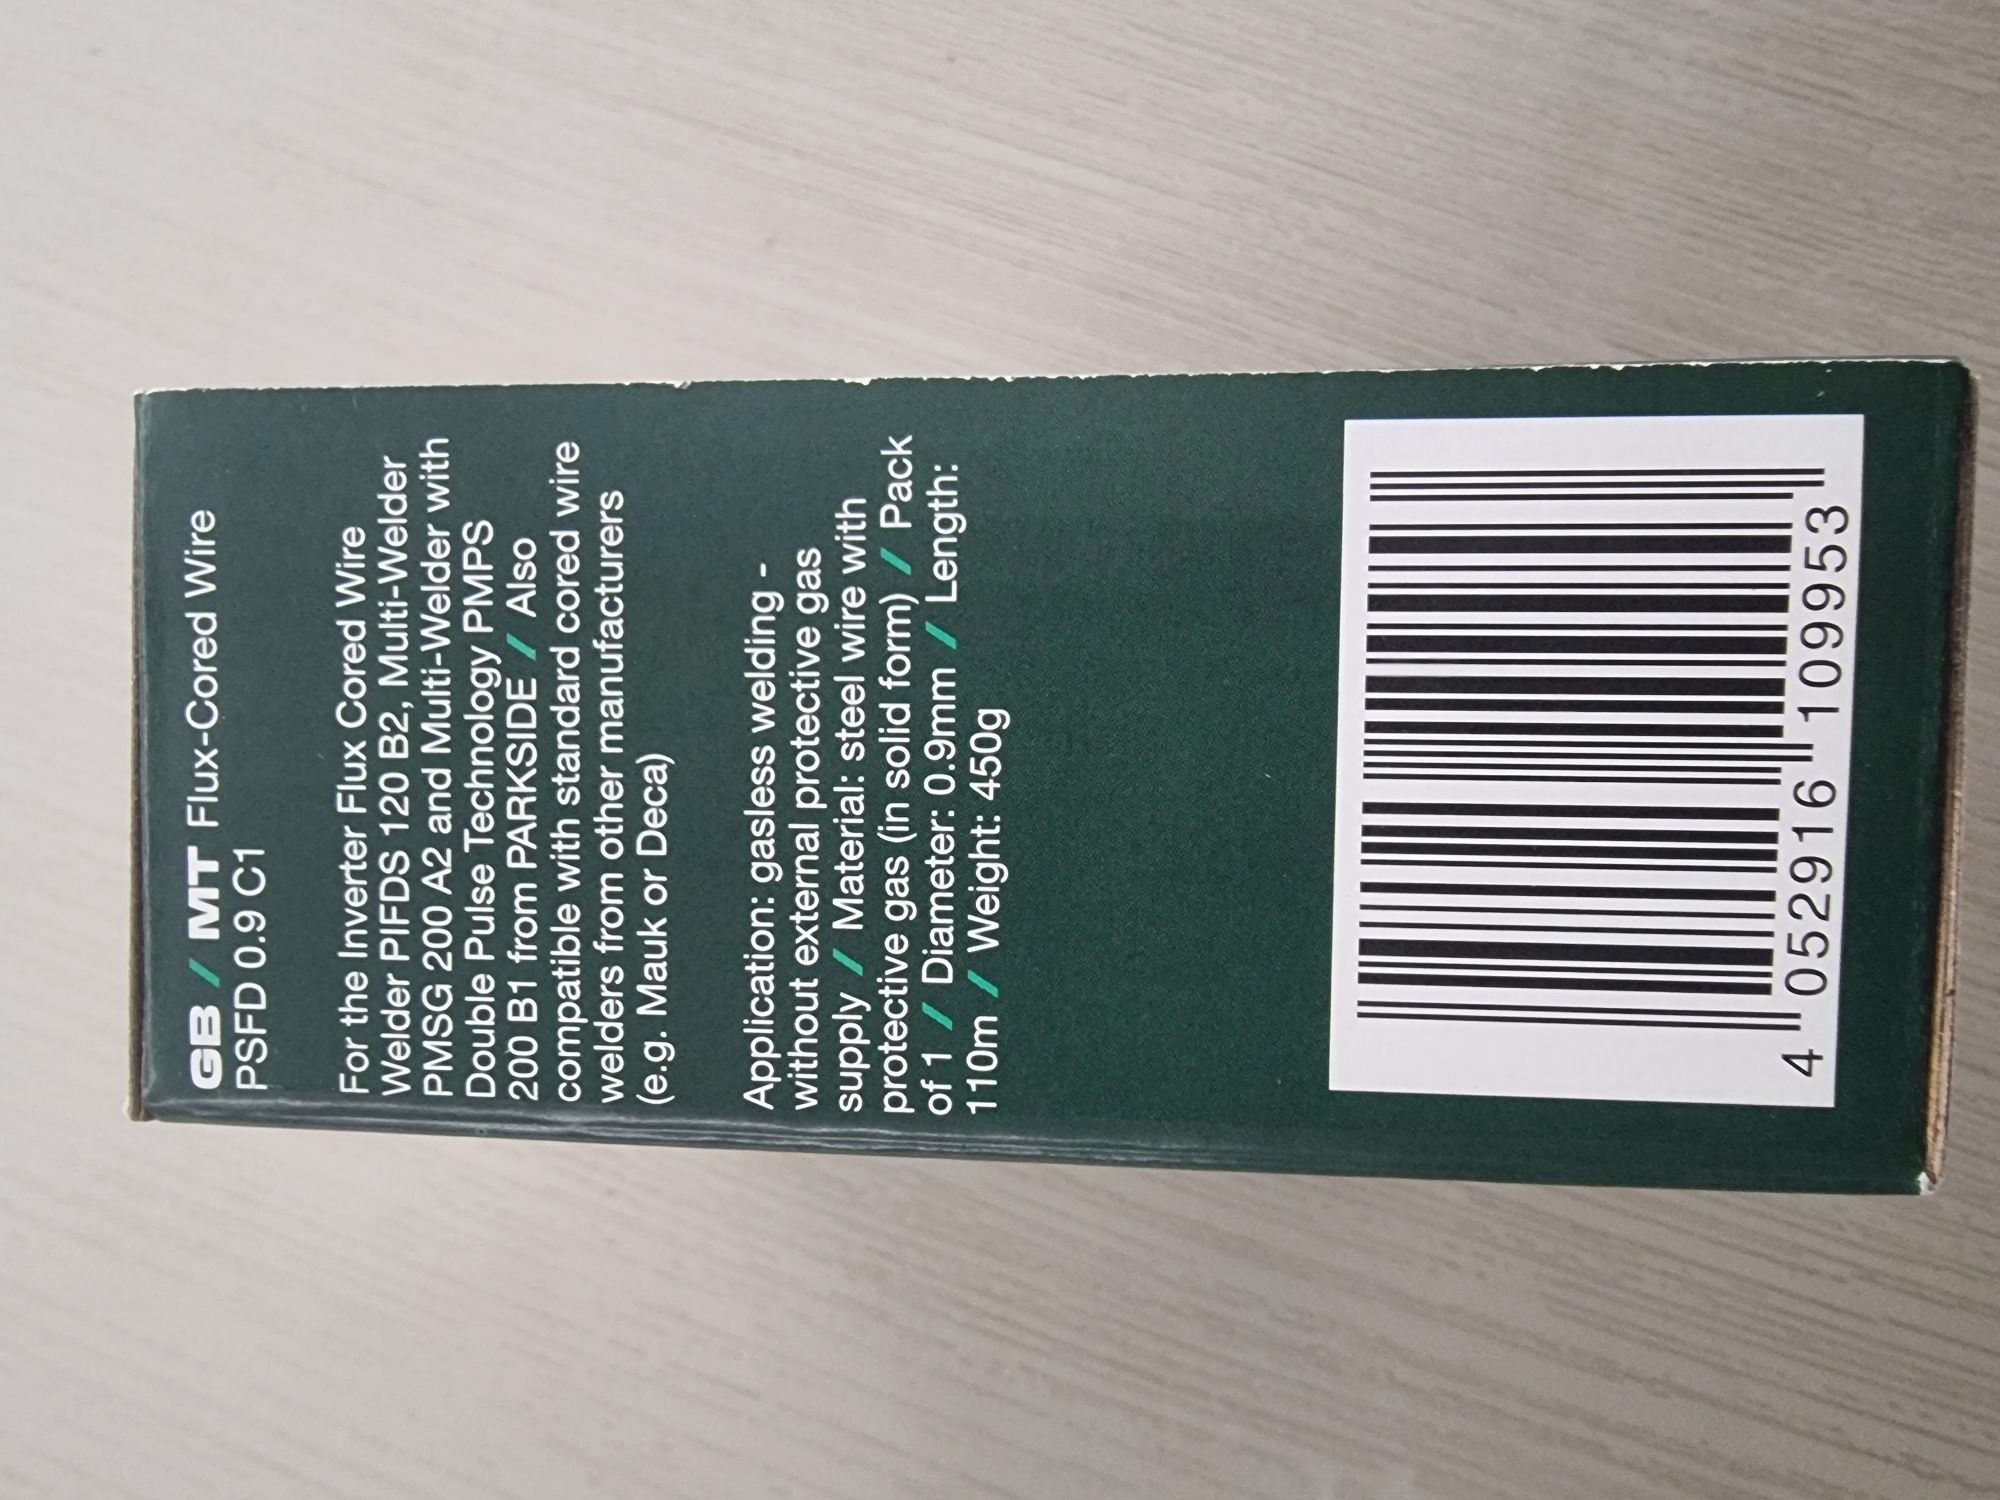 GB / MT Flux-Cored Wire
PSFD 0.9 C1
For the Inverter Flux Cored Wire
Welder PIFDS 120 B2, Multi-Welder
PMSG 200 A2 and Multi-Welder with
Double Pulse Technology PMPS
200 B1 from PARKSIDE / Also
compatible with standard cored wire
welders from other manufacturers
(e.g. Mauk or Deca)
Application: gasless welding -
without external protective gas
supply / Material: steel wire with
protective gas (in solid form) / Pack
of 1 / Diameter: 0.9mm / Length:
110m / Weight: 450g
4 052916 109953